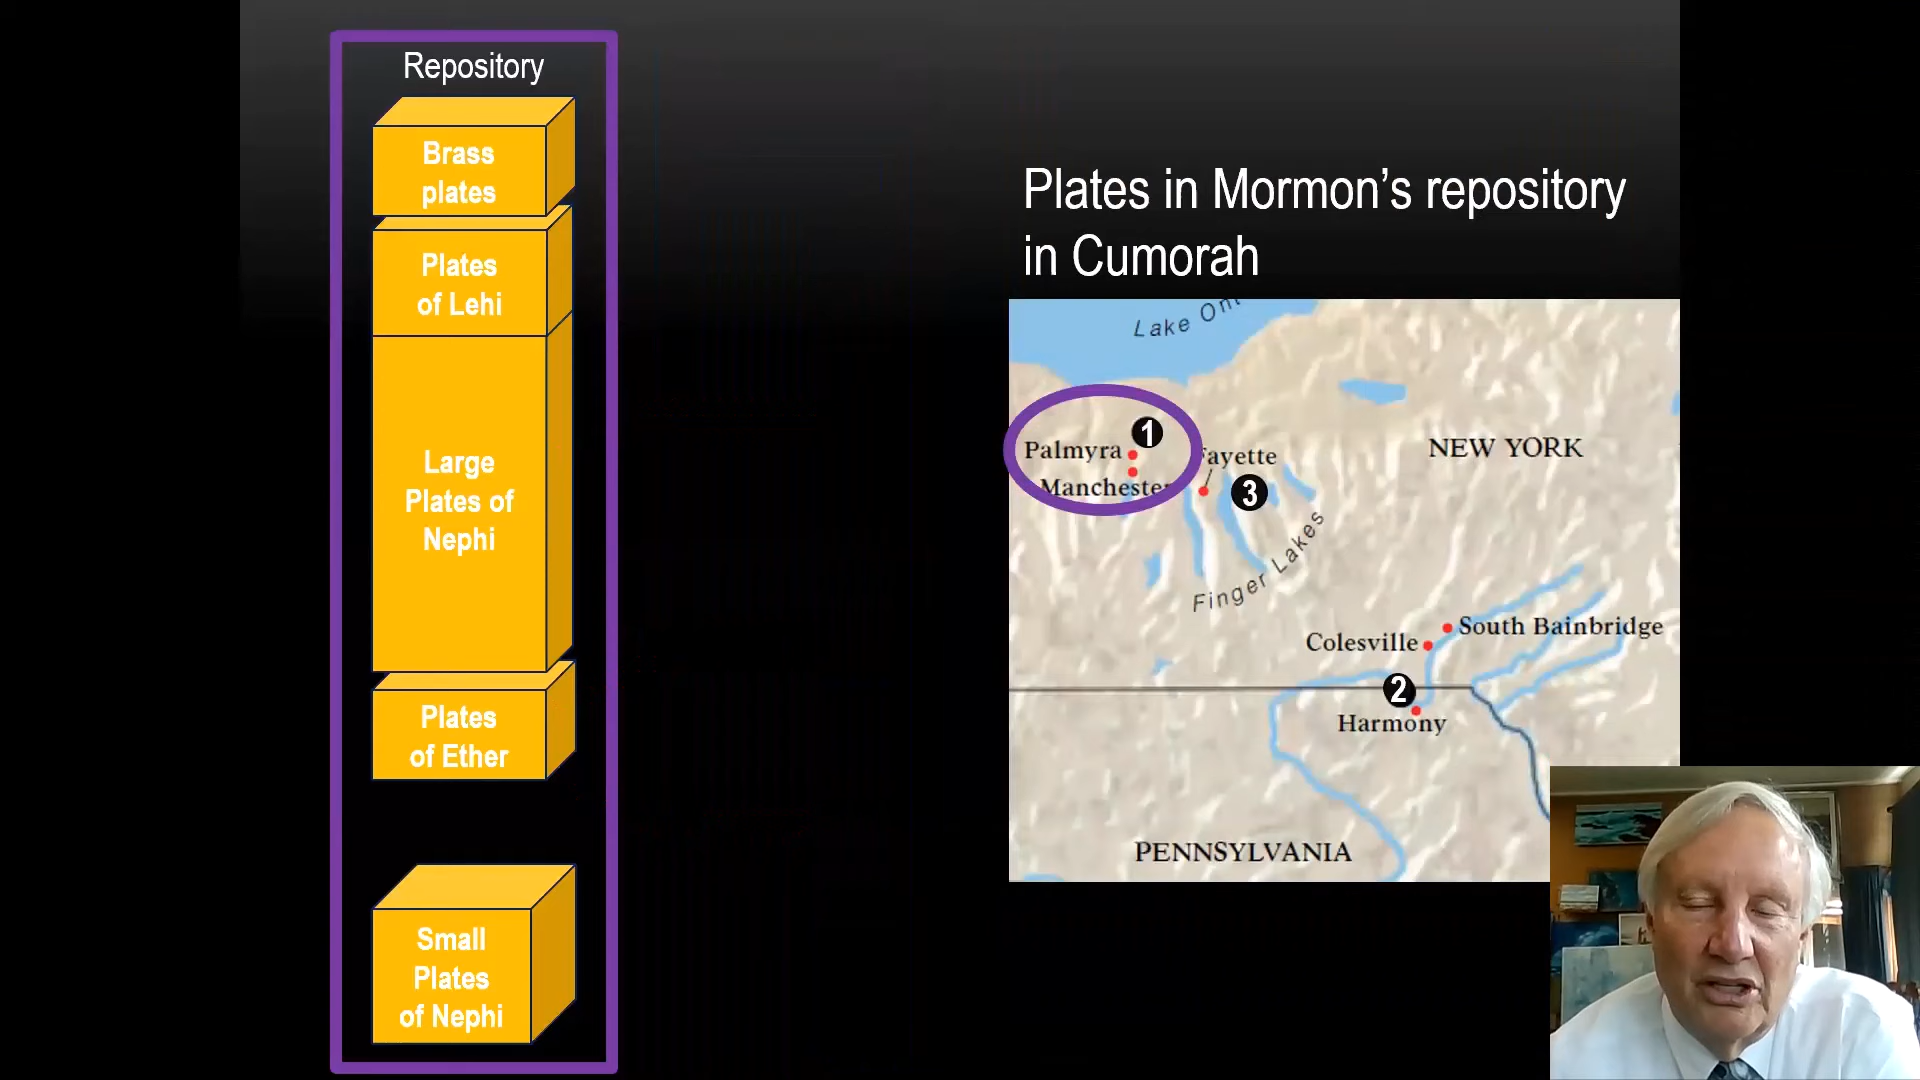 Repository
Brass
plates
Plates
of Lehi
Large
Plates of
Nephi
Plates
of Ether
Small
Plates
of Nephi
Plates in Mormon’s repository
in Cumorah
Lake Ont
1
Palmyra
Manchester
Fayette
3
NEW YORK
Finger Lakes
South Bainbridge
Colesville
2
Harmony
PENNSYLVANIA